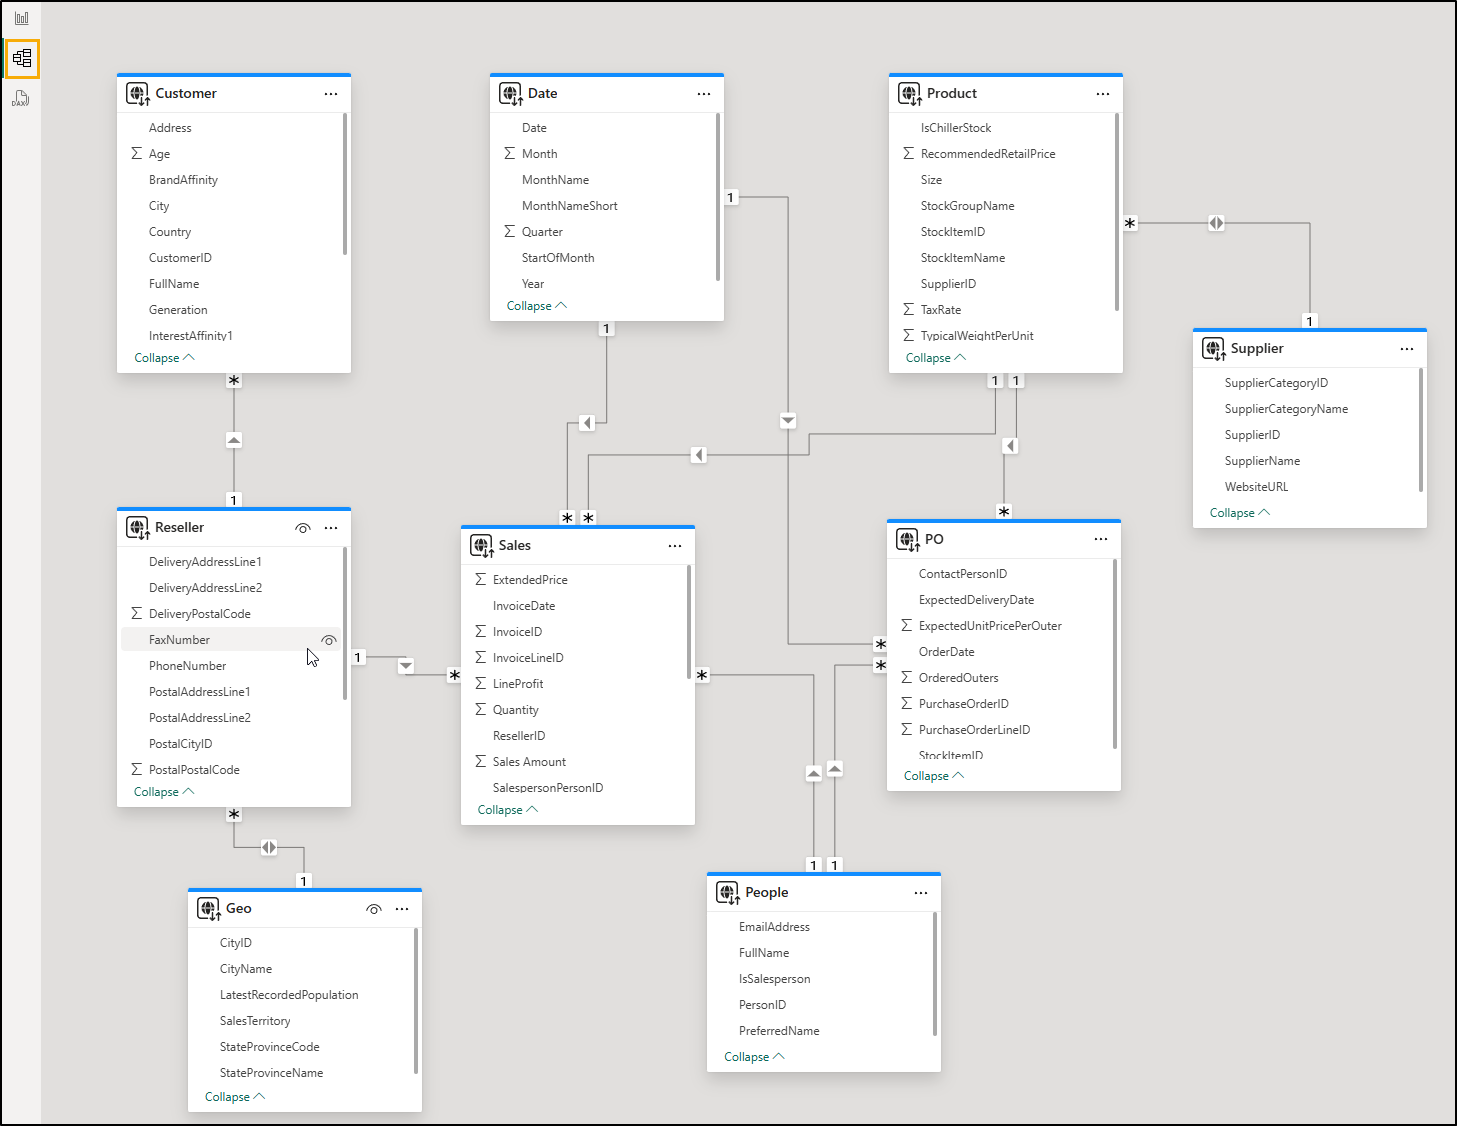 DAX
Customer
Address
Age
BrandAffinity
City
Country
CustomerID
FullName
Generation
InterestAffinity1
Collapse
*
1
Date
Date
Month
MonthName
MonthNameShort
Quarter
StartOfMonth
Year
Collapse
1
1
Product
IsChillerStock
RecommendedRetailPrice
Size
StockGroupName
StockItemID
StockItemName
SupplierID
TaxRate
TypicalWeightPerUnit
Collapse
*
1 1
1
Supplier
SupplierCategoryID
SupplierCategoryName
SupplierID
SupplierName
WebsiteURL
Collapse
Reseller
DeliveryAddressLine1
DeliveryAddressLine2
DeliveryPostalCode
FaxNumber
PhoneNumber
PostalAddressLine1
PostalAddressLine2
PostalCityID
PostalPostalCode
Collapse
1
*
* *
Sales
ExtendedPrice
InvoiceDate
InvoiceID
InvoiceLineID
LineProfit
Quantity
ResellerID
Sales Amount
SalespersonPersonID
Collapse
*
*
*
*
PO
ContactPersonID
ExpectedDeliveryDate
ExpectedUnitPricePerOuter
OrderDate
OrderedOuters
PurchaseOrderID
PurchaseOrderLineID
StockItemID
Collapse
*
1
Geo
CityID
CityName
LatestRecordedPopulation
SalesTerritory
StateProvinceCode
StateProvinceName
Collapse
1 1
People
EmailAddress
FullName
IsSalesperson
PersonID
PreferredName
Collapse